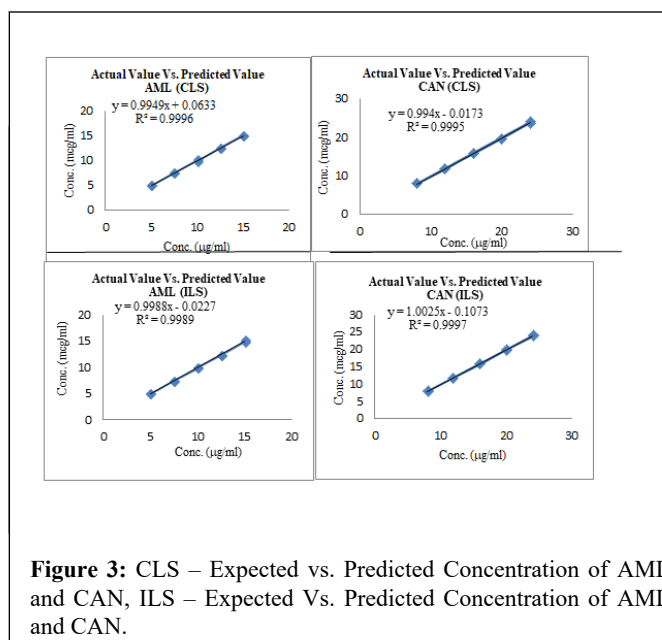 Actual Value Vs. Predicted Value
AML (CLS)
y = 0.9949x + 0.0633
R² = 0.9996
Conc. (mcg/ml)
20
15
10
5
0
0 5 10 15 20
Conc. (µg/ml)
Actual Value Vs. Predicted Value
CAN (CLS)
y = 0.994x - 0.0173
R² = 0.9995
Conc. (mcg/ml)
30
20
10
0
0 10 20 30
Conc. (µg/ml)
Actual Value Vs. Predicted Value
AML (ILS)
y = 0.9988x - 0.0227
R² = 0.9989
Conc. (mcg/ml)
20
15
10
5
0
0 5 10 15 20
Conc. (µg/ml)
Actual Value Vs. Predicted Value
CAN (ILS)
y = 1.0025x - 0.1073
R² = 0.9997
Conc. (mcg/ml)
25
20
15
10
5
0
0 10 20 30
Conc. (µg/ml)
Figure 3: CLS – Expected vs. Predicted Concentration of AML
and CAN, ILS – Expected Vs. Predicted Concentration of AML
and CAN.